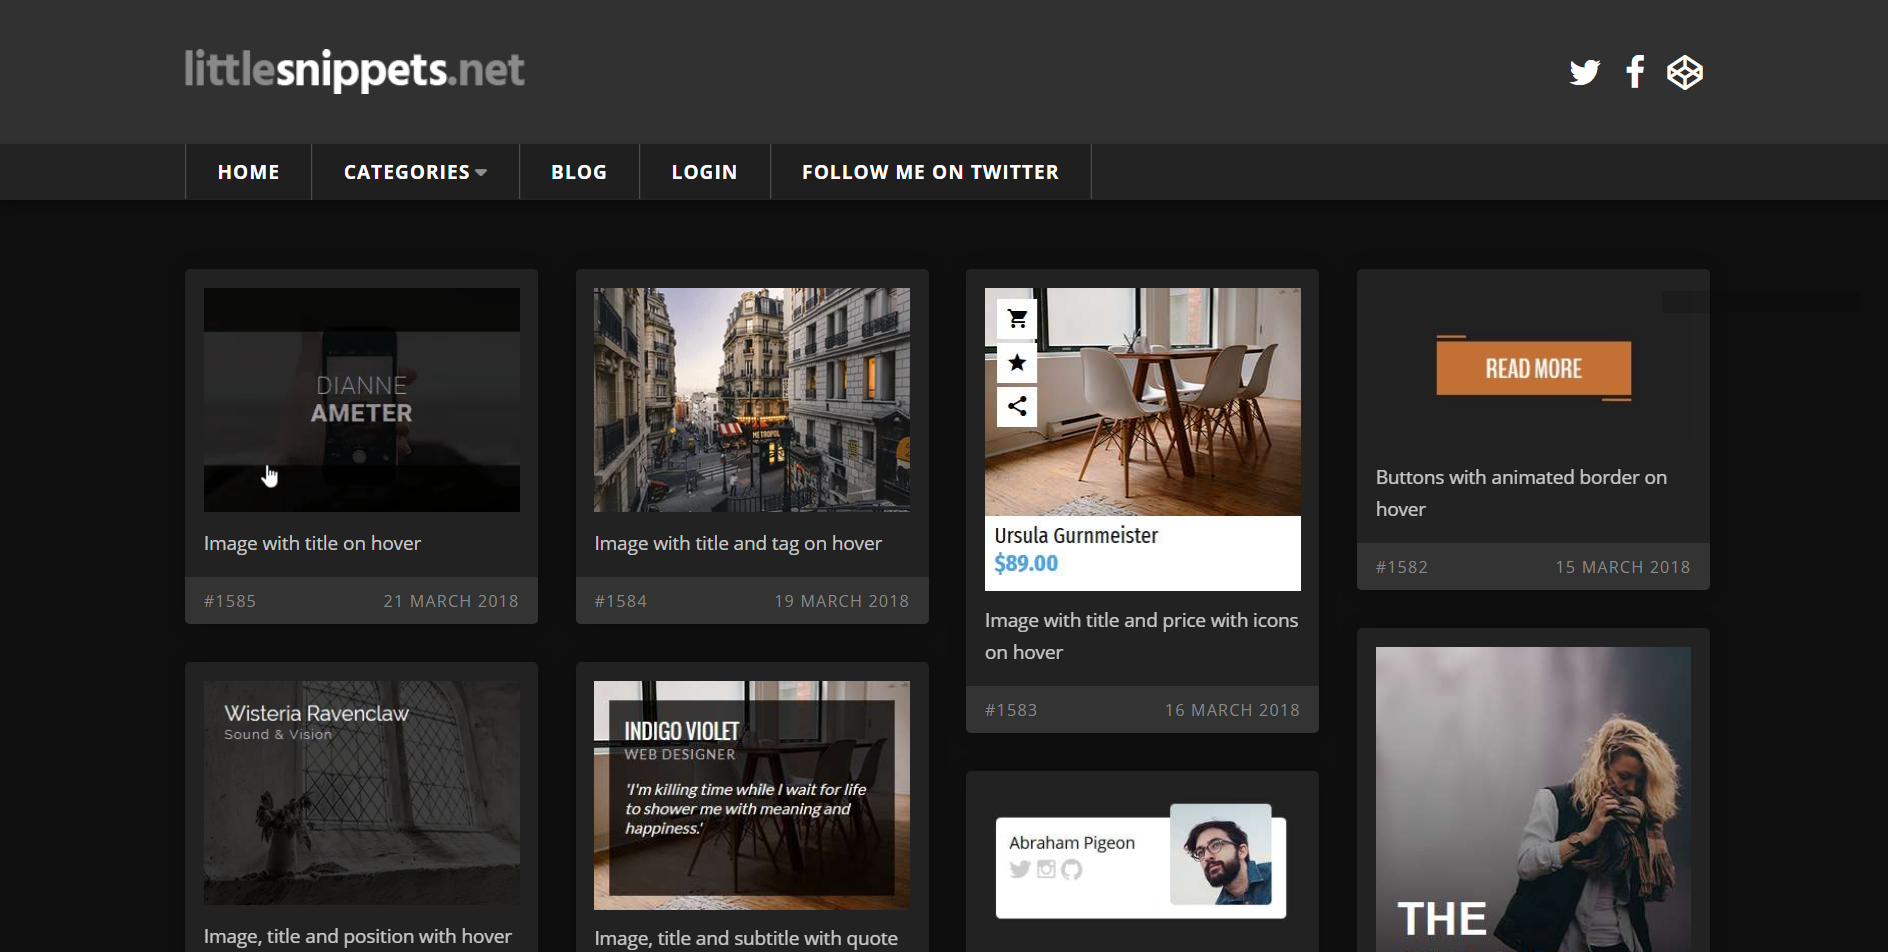 littlesnippets.net
HOME
CATEGORIES
BLOG
LOGIN
FOLLOW ME ON TWITTER
DIANNE
AMETER
Image with title on hover
#1585
21 MARCH 2018
METROPOL
Image with title and tag on hover
#1584
19 MARCH 2018
Ursula Gurnmeister
$89.00
Image with title and price with icons
on hover
#1583
16 MARCH 2018
READ MORE
Buttons with animated border on
hover
#1582
15 MARCH 2018
Wisteria Ravenclaw
Sound & Vision
Image, title and position with hover
INDIGO VIOLET
WEB DESIGNER
'I'm killing time while I wait for life
to shower me with meaning and
happiness.'
Image, title and subtitle with quote
Abraham Pigeon
THE